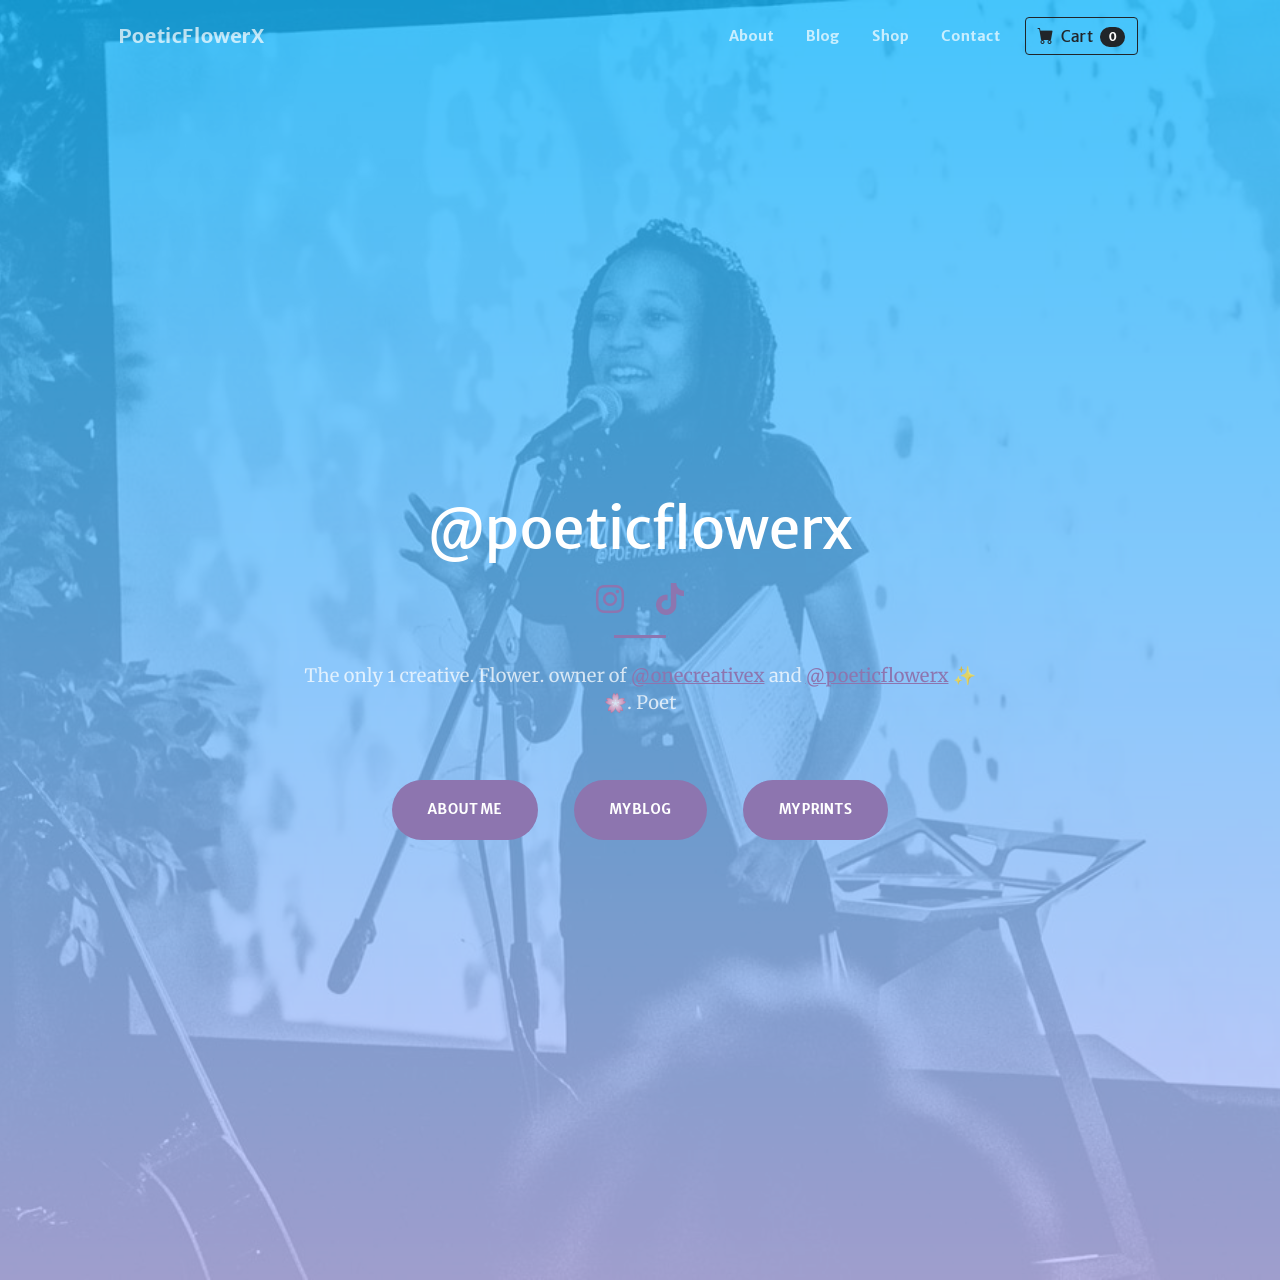 PoeticFlowerX
About
Blog
Shop
Contact
Cart 0
@poeticflowerx
@POETICFLOWERX
The only 1 creative. Flower. owner of @onecreativex and @poeticflowerx ✨
🌸. Poet
ABOUT ME
MY BLOG
MY PRINTS